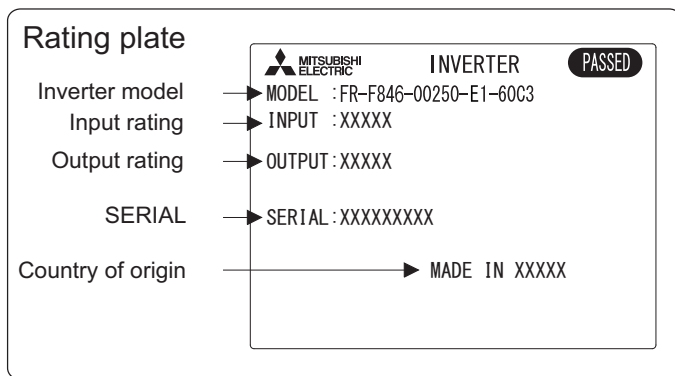 Rating plate
MITSUBISHI
ELECTRIC
INVERTER
PASSED
Inverter model
MODEL :FR-F846-00250-E1-60C3
Input rating
INPUT :XXXXX
Output rating
OUTPUT:XXXXX
SERIAL
SERIAL:XXXXXXXXX
Country of origin
MADE IN XXXXX